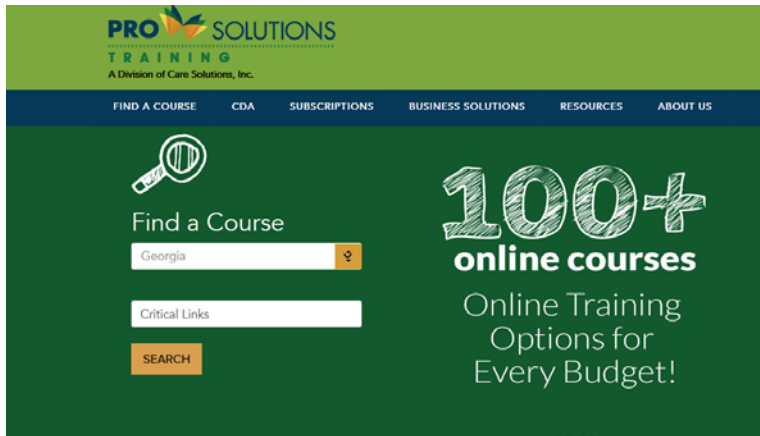 PRO SOLUTIONS
TRAINING
A Division of Care Solutions, Inc.
FIND A COURSE CDA SUBSCRIPTIONS BUSINESS SOLUTIONS RESOURCES ABOUT US
Find a Course
Georgia
Critical Links
SEARCH
100+
online courses
Online Training
Options for
Every Budget!